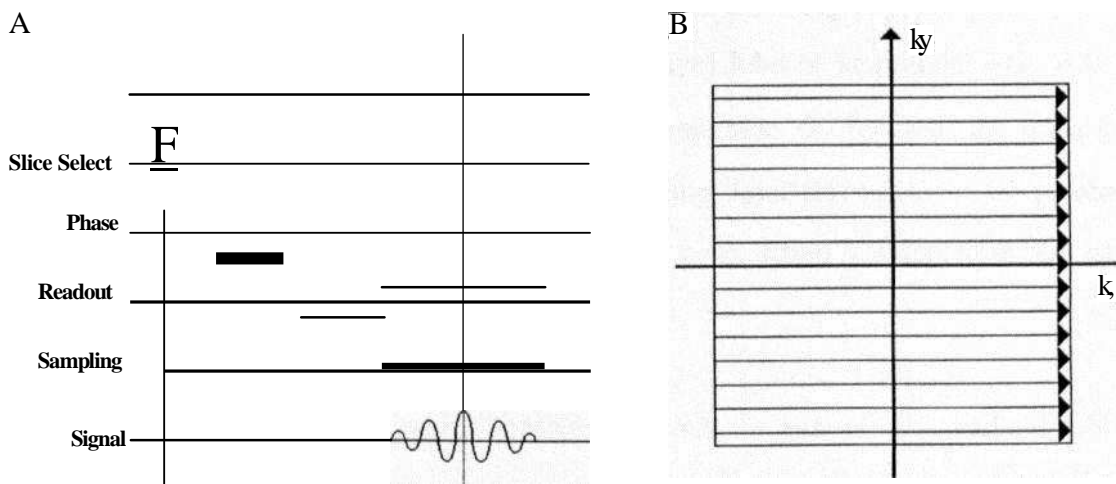 A
B
ky
F
Slice Select
Phase
Readout
k,
Sampling
Signal